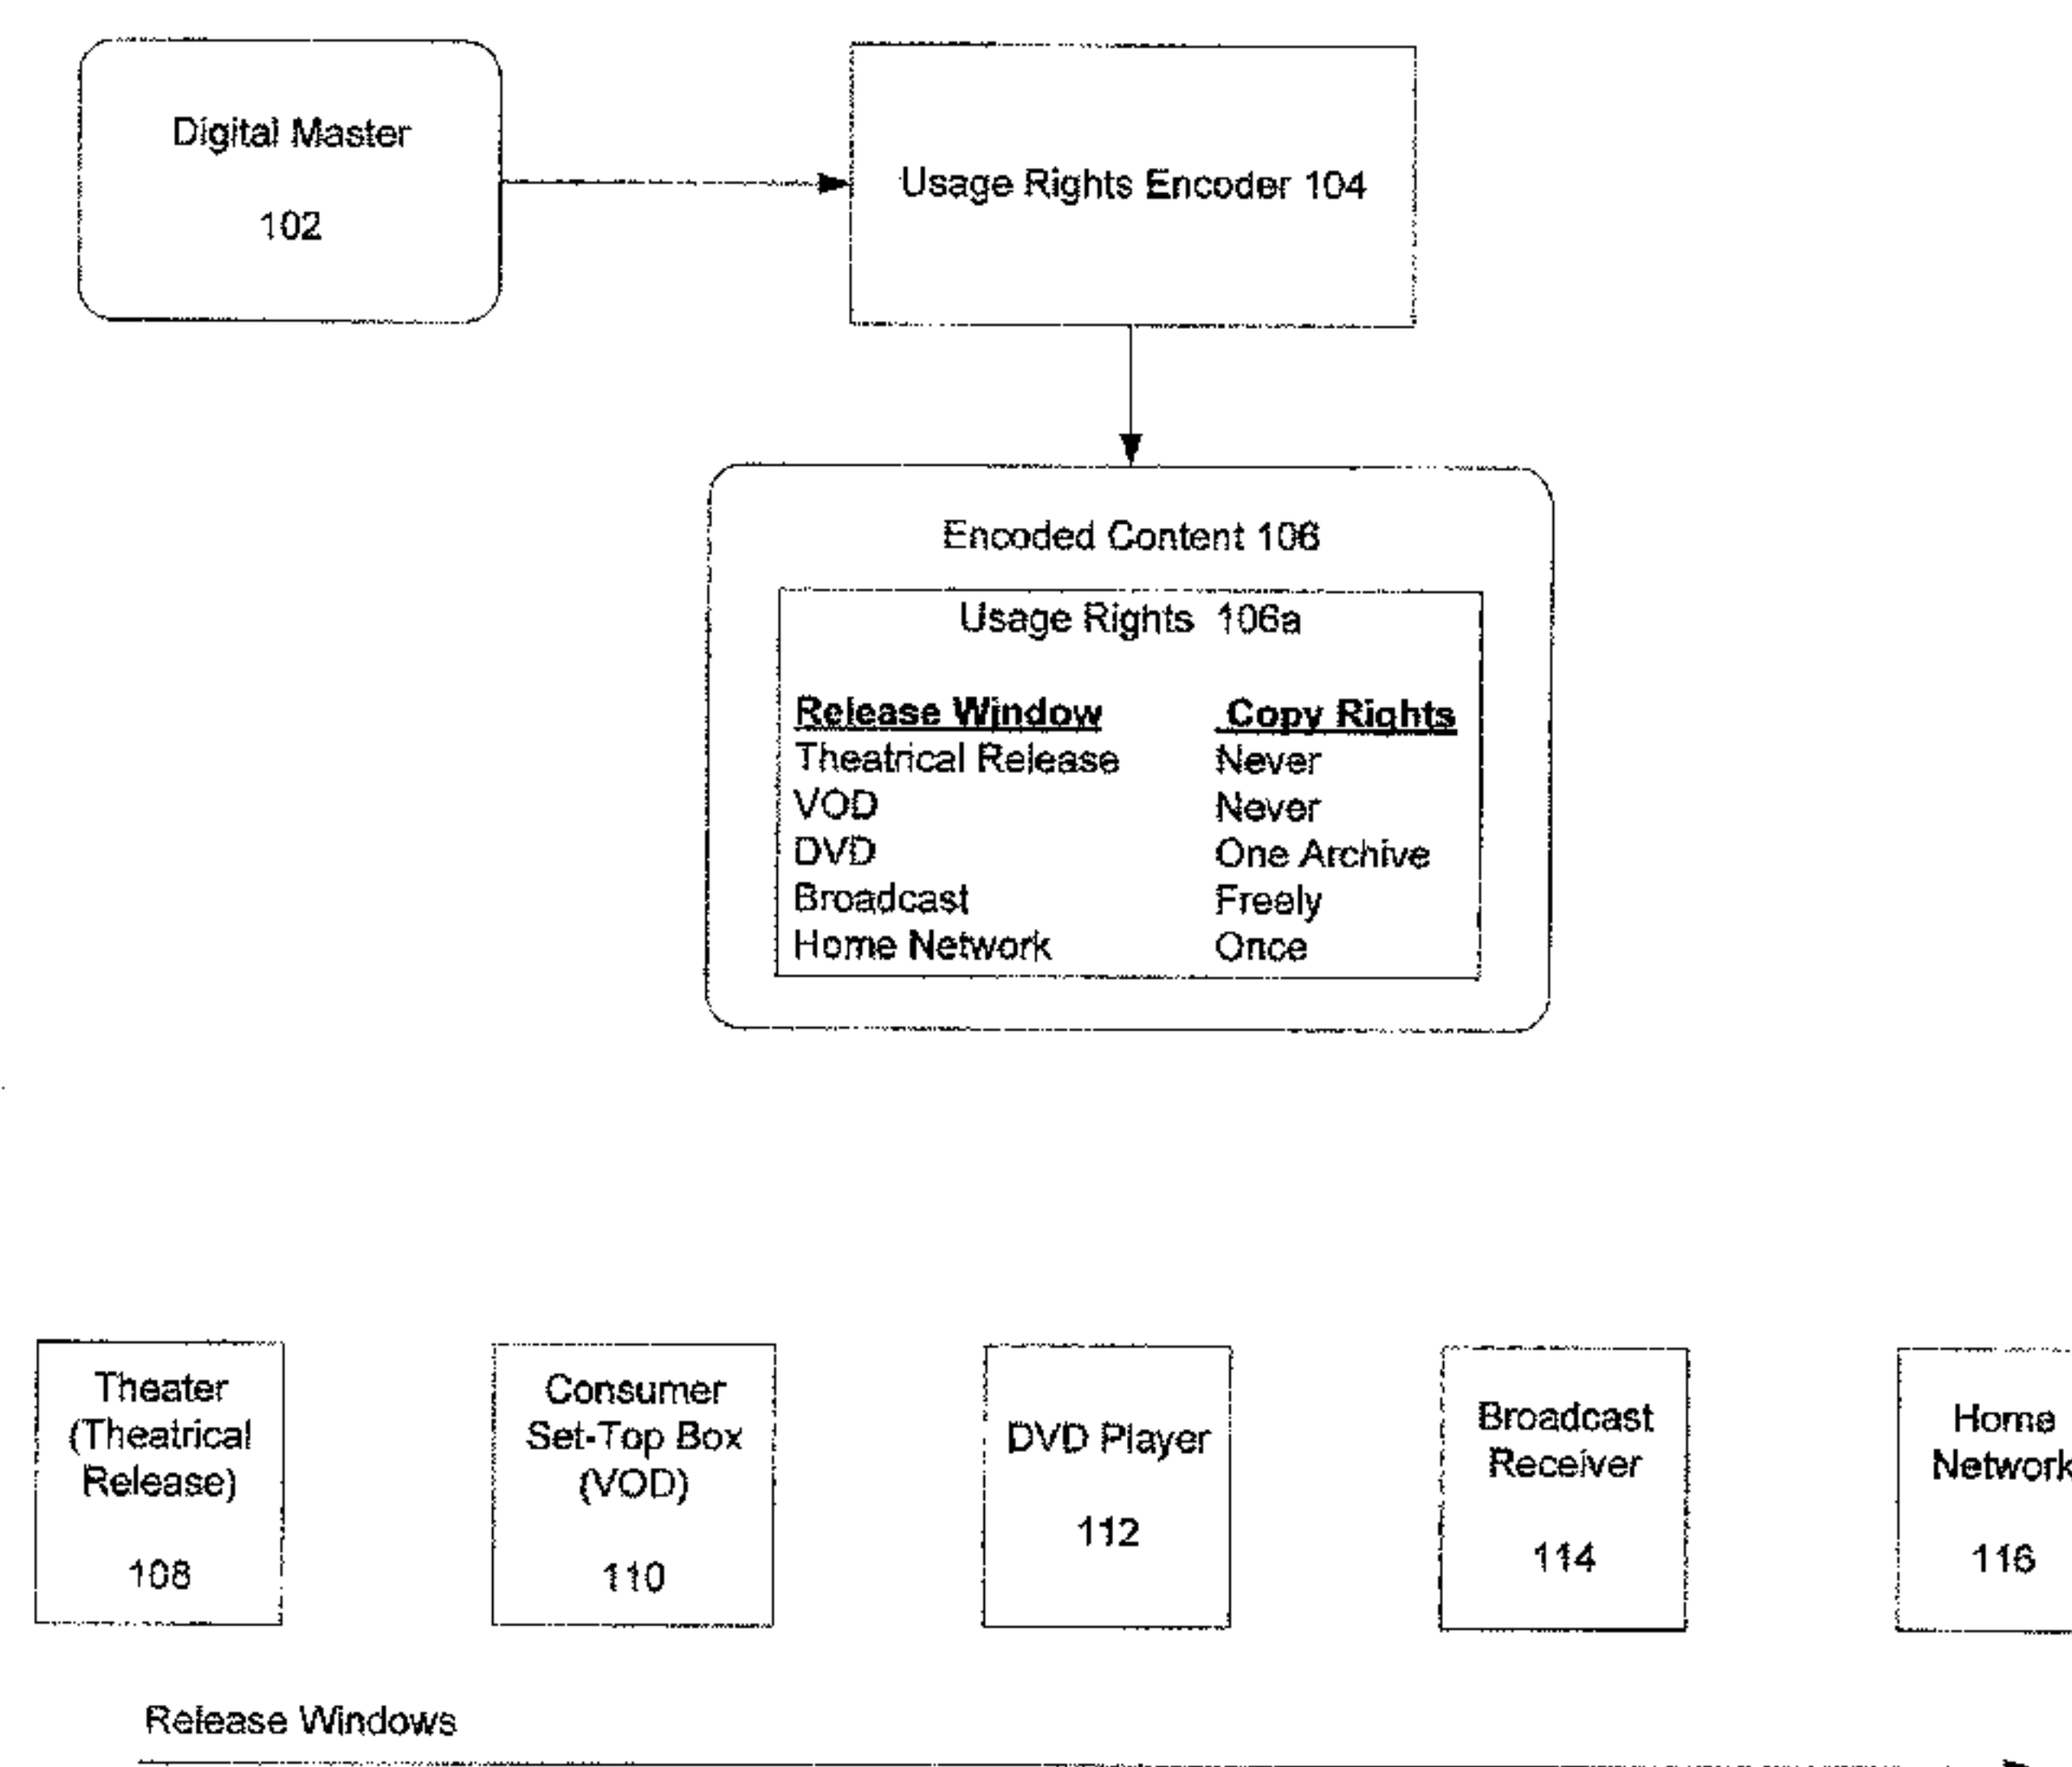 Digital Master
102
Usage Rights Encoder 104
Encoded Content 106
Usage Rights 106a
Release Window Copy Rights
Theatrical Release Never
VOD Never
DVD One Archive
Broadcast Freely
Home Network Once
Theater
(Theatrical
Release)
108
Consumer
Set-Top Box
(VOD)
110
DVD Player
112
Broadcast
Receiver
114
Home
Network
116
Release Windows